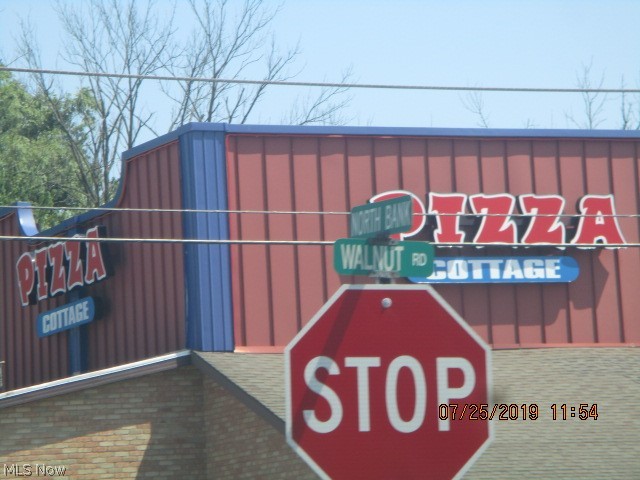 PIZZA
COTTAGE
PIZZA
COTTAGE
NORTH BANK
WALNUT RD
STOP
07/25/2019 11:54
MLS Now